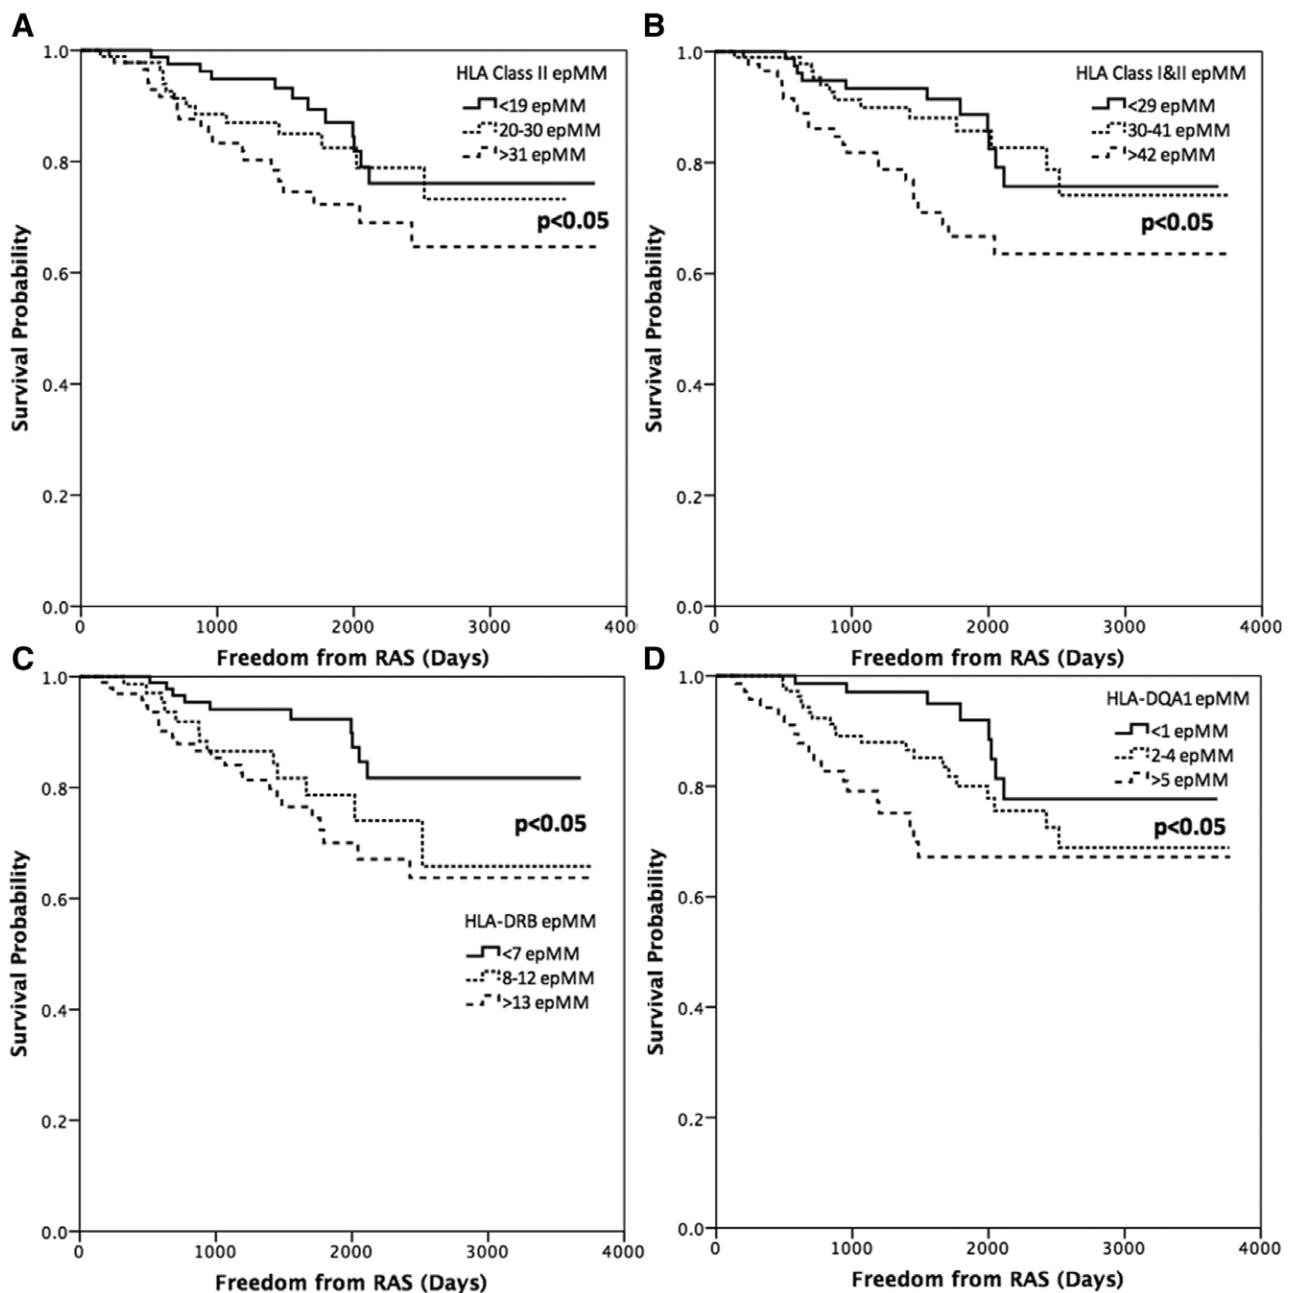 A
1.0
0.8
0.6
0.4
0.2
0.0
0
1000
2000
3000
400
Survival Probability
Freedom from RAS (Days)
HLA Class II epMM
<19 epMM
20-30 epMM
>31 epMM
p<0.05
B
1.0
0.8
0.6
0.4
0.2
0.0
0
1000
2000
3000
4000
Survival Probability
Freedom from RAS (Days)
HLA Class I&II epMM
<29 epMM
30-41 epMM
>42 epMM
p<0.05
C
1.0
0.8
0.6
0.4
0.2
0.0
0
1000
2000
3000
4000
Survival Probability
Freedom from RAS (Days)
p<0.05
HLA-DRB epMM
<7 epMM
8-12 epMM
>13 epMM
D
1.0
0.8
0.6
0.4
0.2
0.0
0
1000
2000
3000
4000
Survival Probability
Freedom from RAS (Days)
HLA-DQA1 epMM
<1 epMM
2-4 epMM
>5 epMM
p<0.05